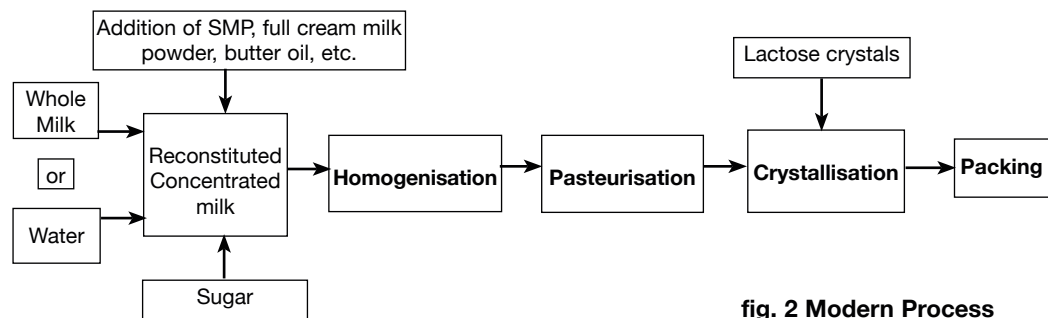 Addition of SMP, full cream milk
powder, butter oil, etc.
Lactose crystals
Whole
Milk
or
Water
Reconstituted
Concentrated
milk
Homogenisation
Pasteurisation
Crystallisation
Packing
Sugar
fig. 2 Modern Process